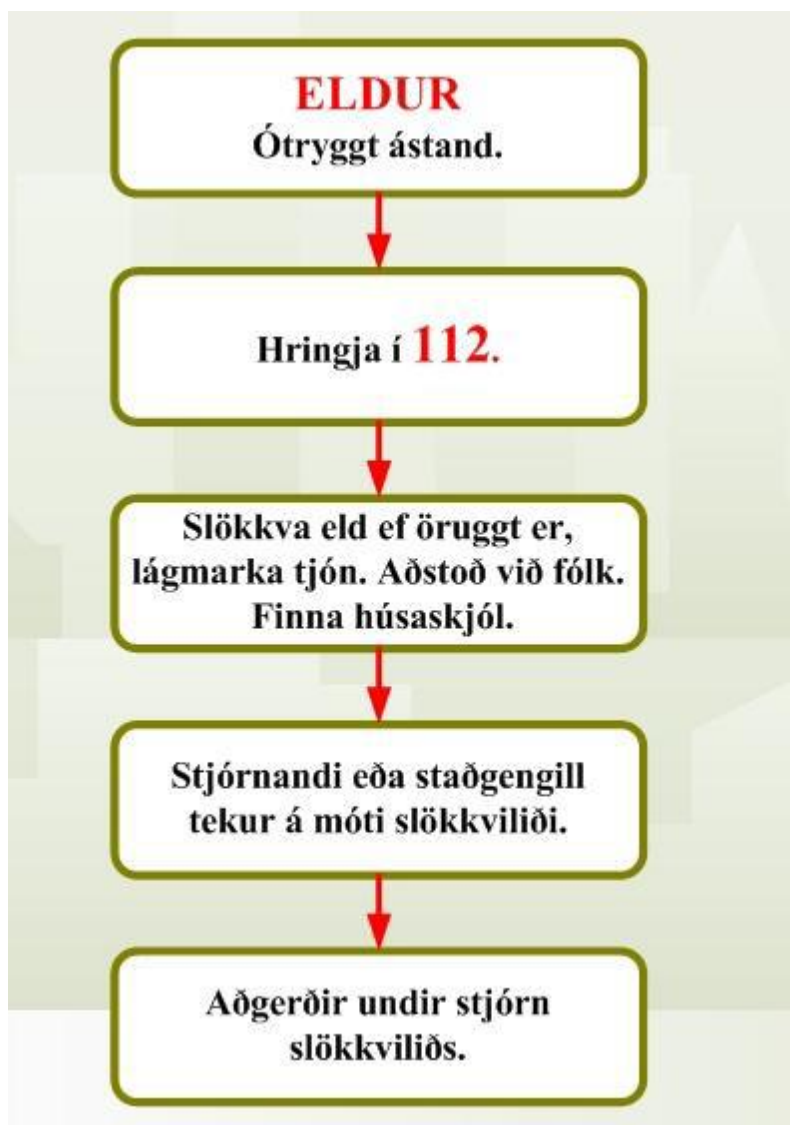 ELDUR
Ótryggt ástand.
Hringja í 112.
Slökkva eld ef öruggt er,
lágmarka tjón. Aðstoð við fólk.
Finna húsaskjól.
Stjórnandi eða staðgengill
tekur á móti slökkviliði.
Aðgerðir undir stjórn
slökkviliðs.